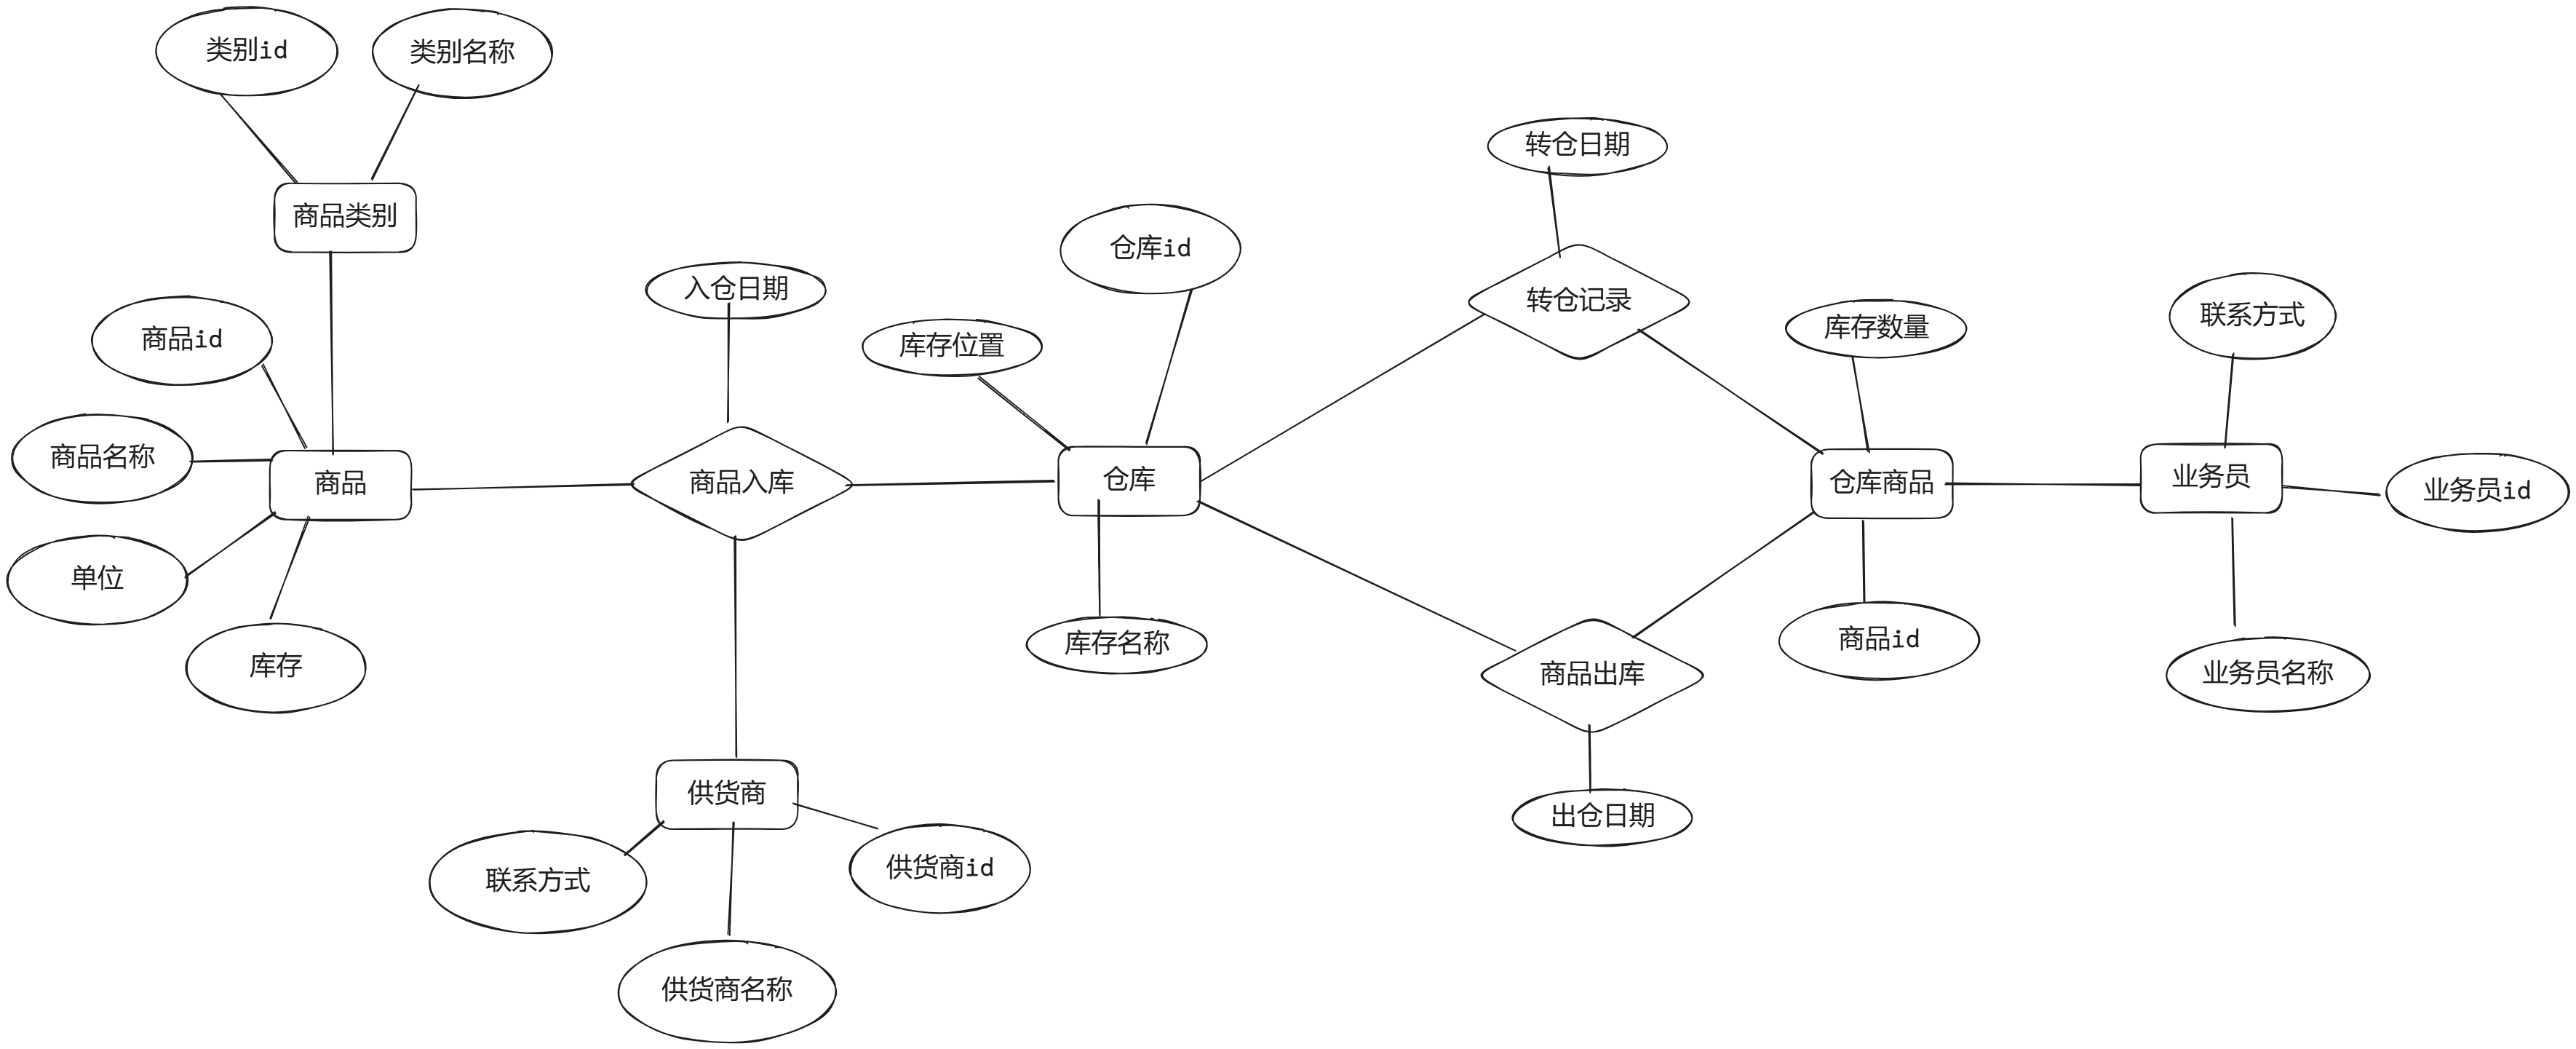 类别id
类别名称
转仓日期
商品类别
仓库id
入仓日期
转仓记录
联系方式
商品id
库存位置
库存数量
商品名称
商品
商品入库
仓库
仓库商品
业务员
业务员id
单位
库存
库存名称
商品出库
商品id
业务员名称
供货商
出仓日期
联系方式
供货商id
供货商名称